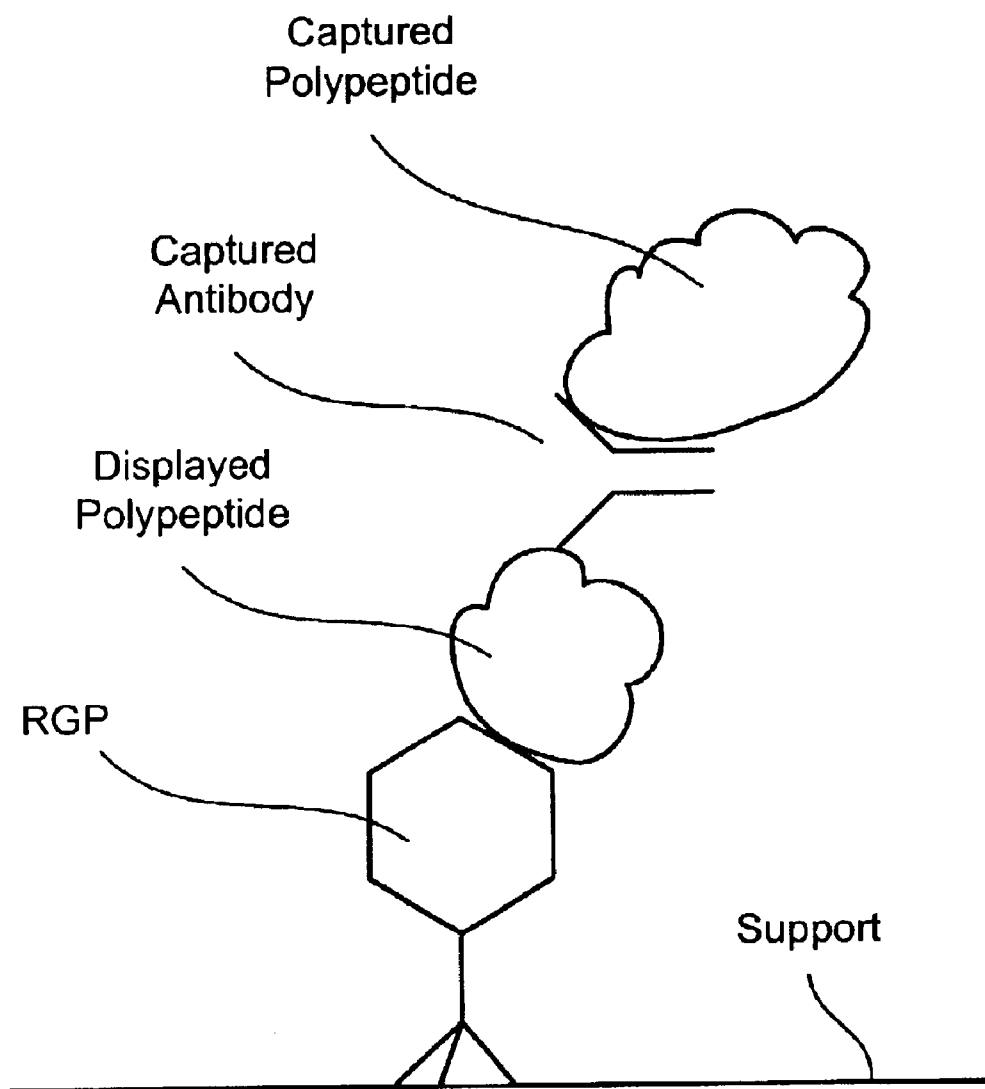 Captured
Polypeptide
Captured
Antibody
Displayed
Polypeptide
RGP
Support